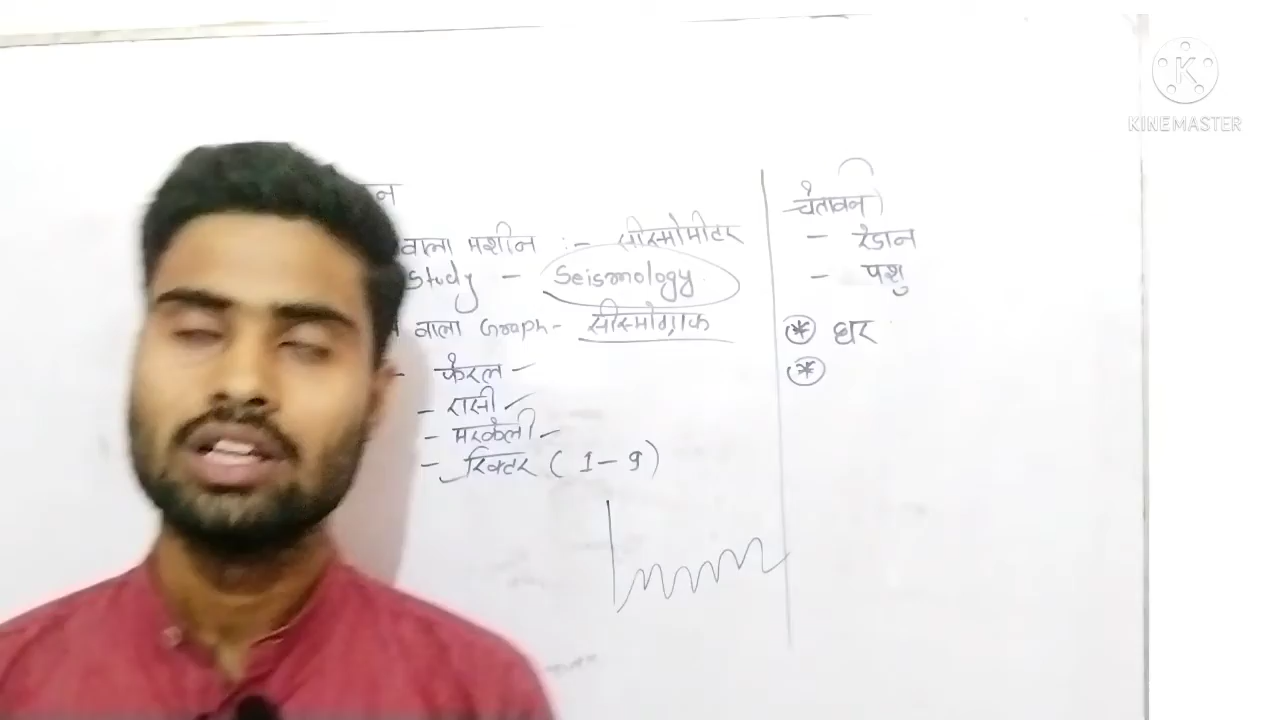 वाला मशीन :- सीस्मोमीटर
Study - Seismology
वाला Graph - सीस्मोग्राफ
- केरल
- रासी
- मरकेली
- रिक्टर ( 1 - 9 )
चेतावनी
- रेडान
- पशु
* घर
*
KINEMASTER